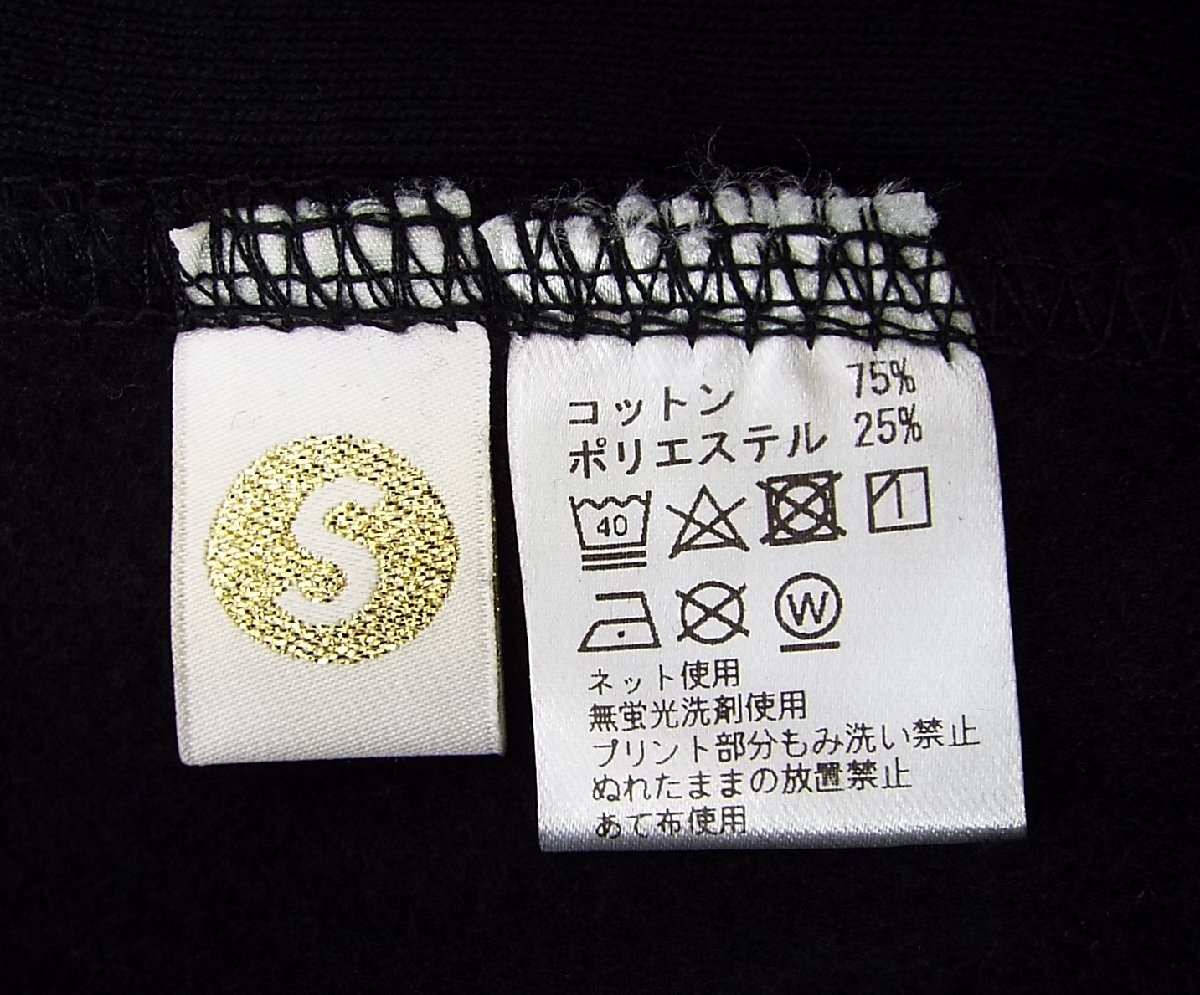 S
コットン 75%
ポリエステル 25%
40
W
ネット使用
無蛍光洗剤使用
プリント部分もみ洗い禁止
ぬれたままの放置禁止
あて布使用